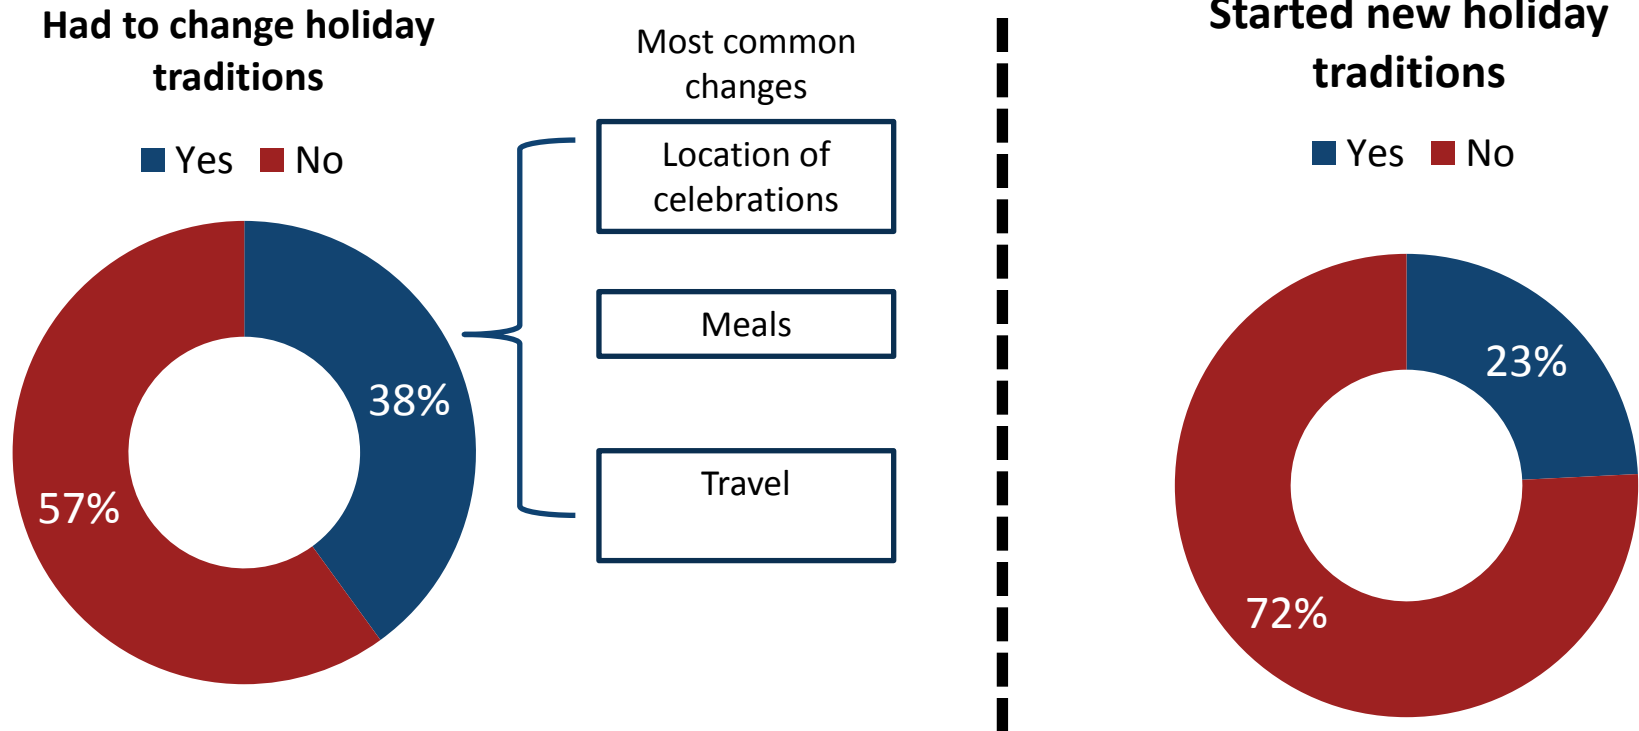 Had to change holiday
traditions
Yes No
38%
57%
Most common
changes
Location of
celebrations
Meals
Travel
Started new holiday
traditions
Yes No
23%
72%